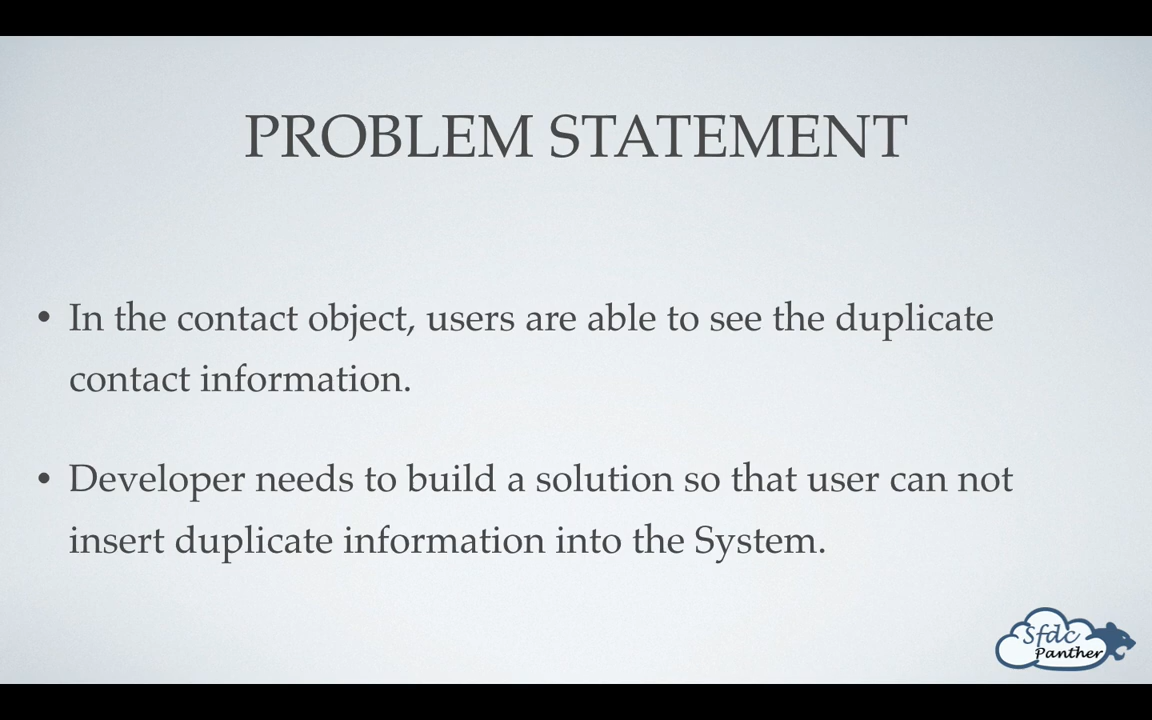 PROBLEM STATEMENT
• In the contact object, users are able to see the duplicate
contact information.
• Developer needs to build a solution so that user can not
insert duplicate information into the System.
Sfdc
Panther